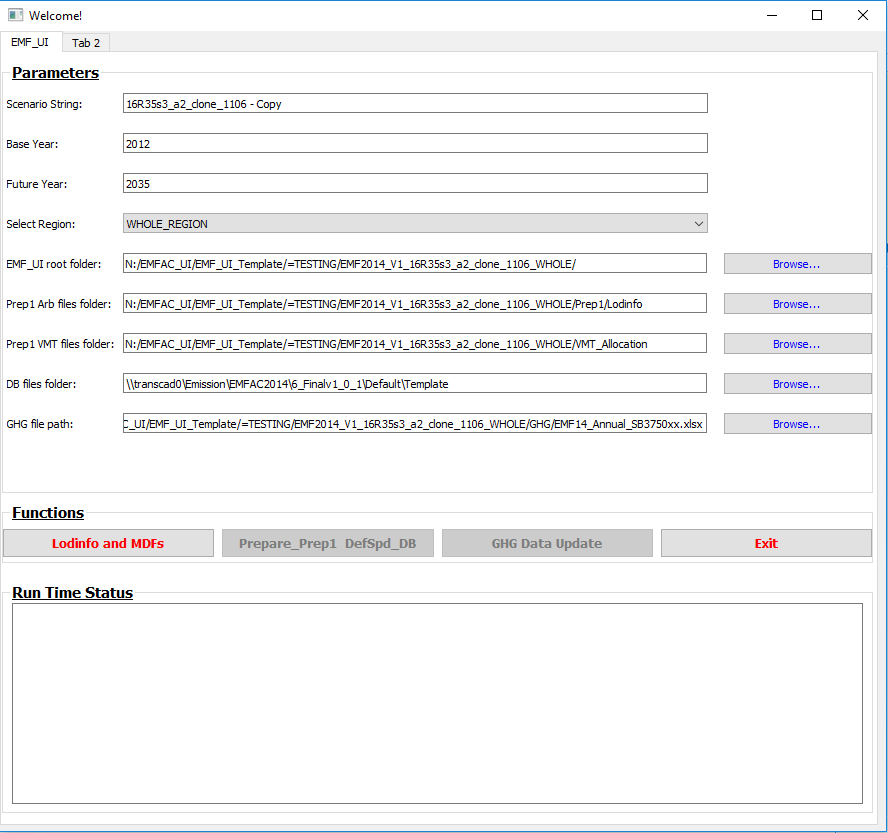 Welcome!
EMF_UI Tab 2
Parameters
Scenario String: 16R35s3_a2_clone_1106 - Copy
Base Year: 2012
Future Year: 2035
Select Region: WHOLE_REGION
EMF_UI root folder: N:/EMFAC_UI/EMF_UI_Template/=TESTING/EMF2014_V1_16R35s3_a2_clone_1106_WHOLE/ Browse...
Prep1 Arb files folder: N:/EMFAC_UI/EMF_UI_Template/=TESTING/EMF2014_V1_16R35s3_a2_clone_1106_WHOLE/Prep1/Lodinfo Browse...
Prep1 VMT files folder: N:/EMFAC_UI/EMF_UI_Template/=TESTING/EMF2014_V1_16R35s3_a2_clone_1106_WHOLE/VMT_Allocation Browse...
DB files folder: \\transcad0\Emission\EMFAC2014\6_Finalv1_0_1\Default\Template Browse...
GHG file path: C_UI/EMF_UI_Template/=TESTING/EMF2014_V1_16R35s3_a2_clone_1106_WHOLE/GHG/EMF14_Annual_SB3750xx.xlsx Browse...
Functions
Lodinfo and MDFs Prepare_Prep1 DefSpd_DB GHG Data Update Exit
Run Time Status